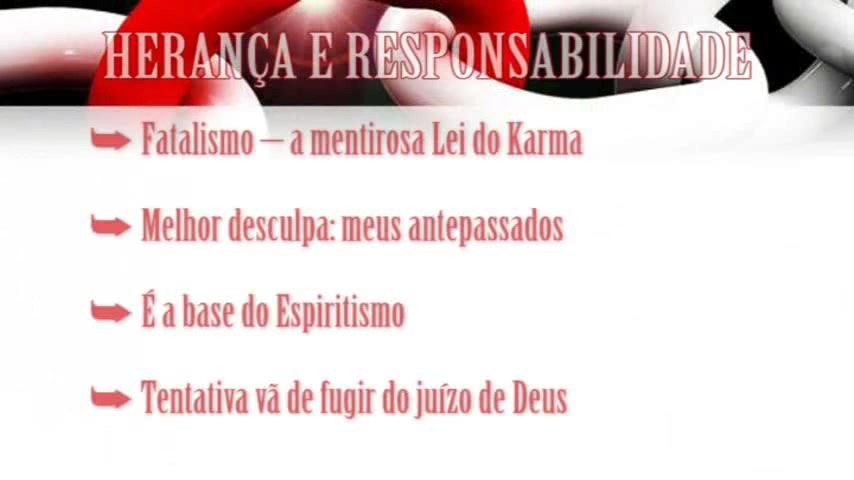 HERANÇA E RESPONSABILIDADE
Fatalismo – a mentirosa Lei do Karma
Melhor desculpa: meus antepassados
É a base do Espiritismo
Tentativa vã de fugir do juízo de Deus